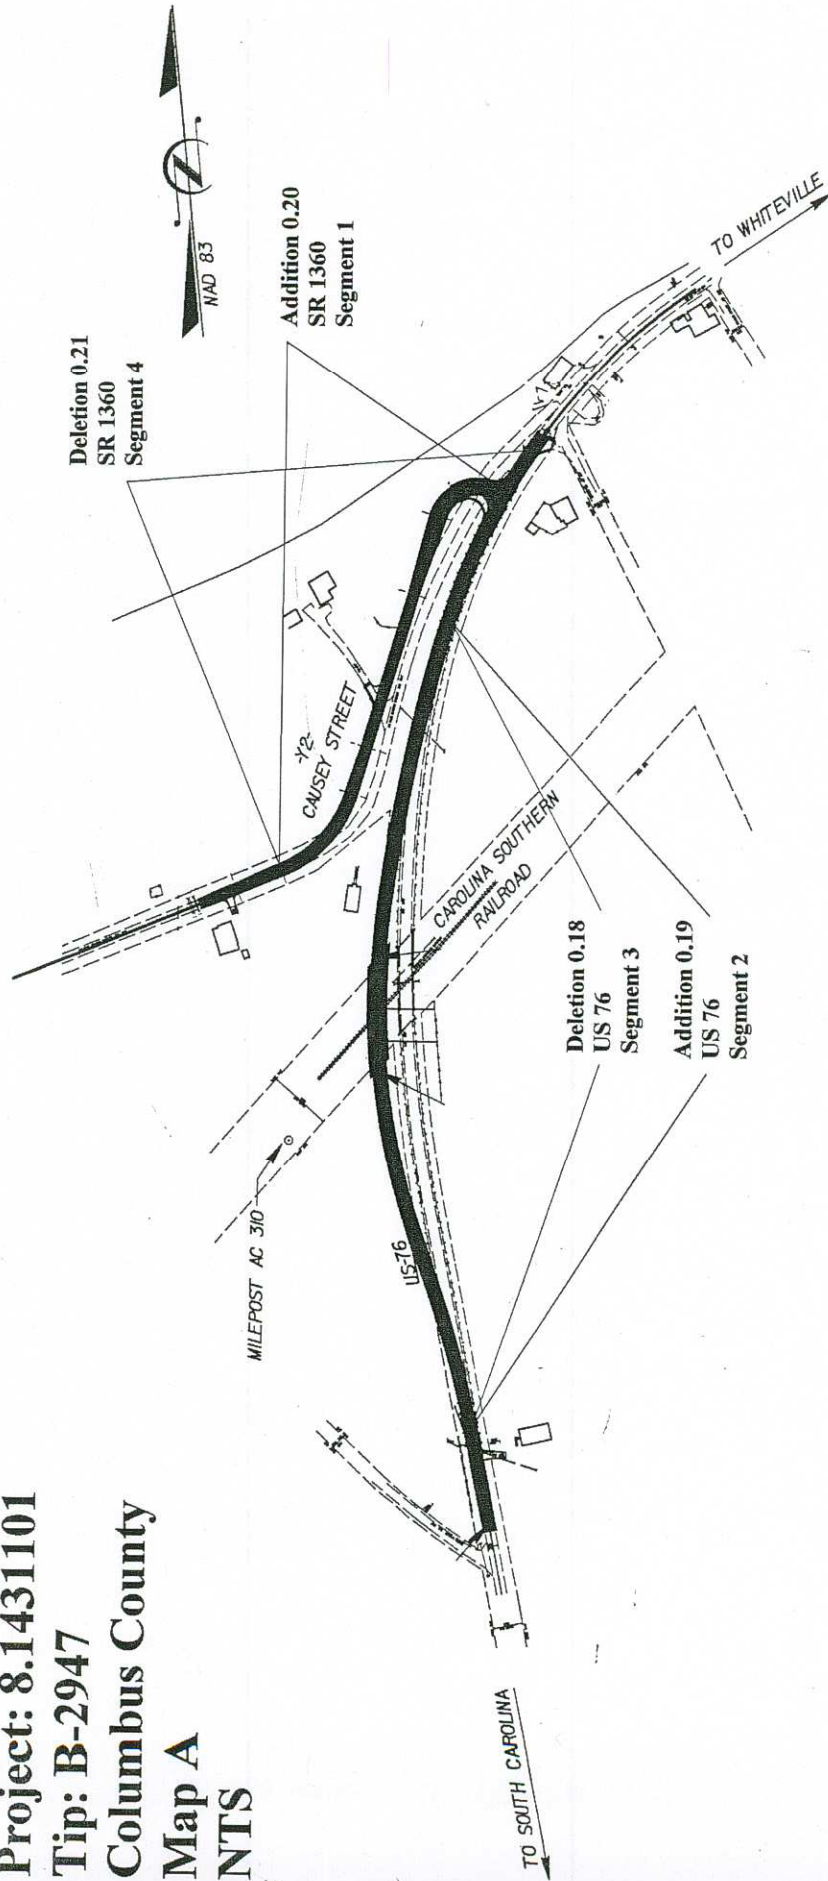 Project: 8.1431101
Tip: B-2947
Columbus County
Map A
NTS
NAD 83
Deletion 0.21
SR 1360
Segment 4
Addition 0.20
SR 1360
Segment 1
TO WHITEVILLE
-Y1-
-Y2-
CAUSEY STREET
CAROLINA SOUTHERN
RAILROAD
MILEPOST AC 310
US-76
Deletion 0.18
US 76
Segment 3
Addition 0.19
US 76
Segment 2
TO SOUTH CAROLINA